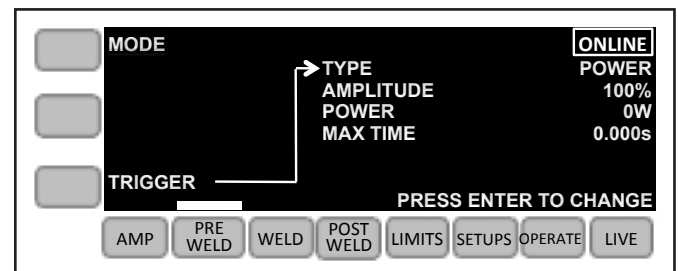 MODE ONLINE
TYPE POWER
AMPLITUDE 100%
POWER 0W
MAX TIME 0.000s
TRIGGER
PRESS ENTER TO CHANGE
AMP PRE WELD WELD POST WELD LIMITS SETUPS OPERATE LIVE